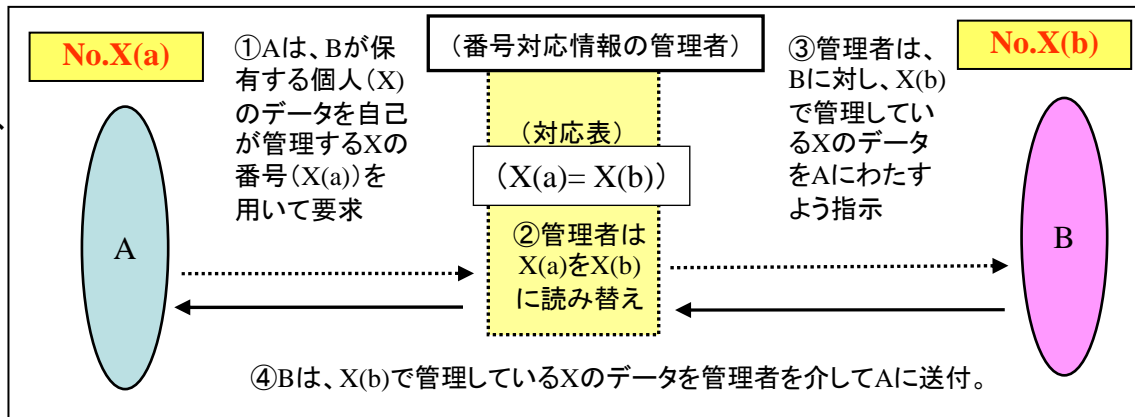 No.X(a)
①Aは、Bが保
有する個人(X)
のデータを自己
が管理するXの
番号(X(a))を
用いて要求
(番号対応情報の管理者)
(対応表)
(X(a)= X(b))
②管理者は
X(a)をX(b)
に読み替え
③管理者は、
Bに対し、X(b)
で管理してい
るXのデータ
をAにわたす
よう指示
No.X(b)
A
B
④Bは、X(b)で管理しているXのデータを管理者を介してAに送付。